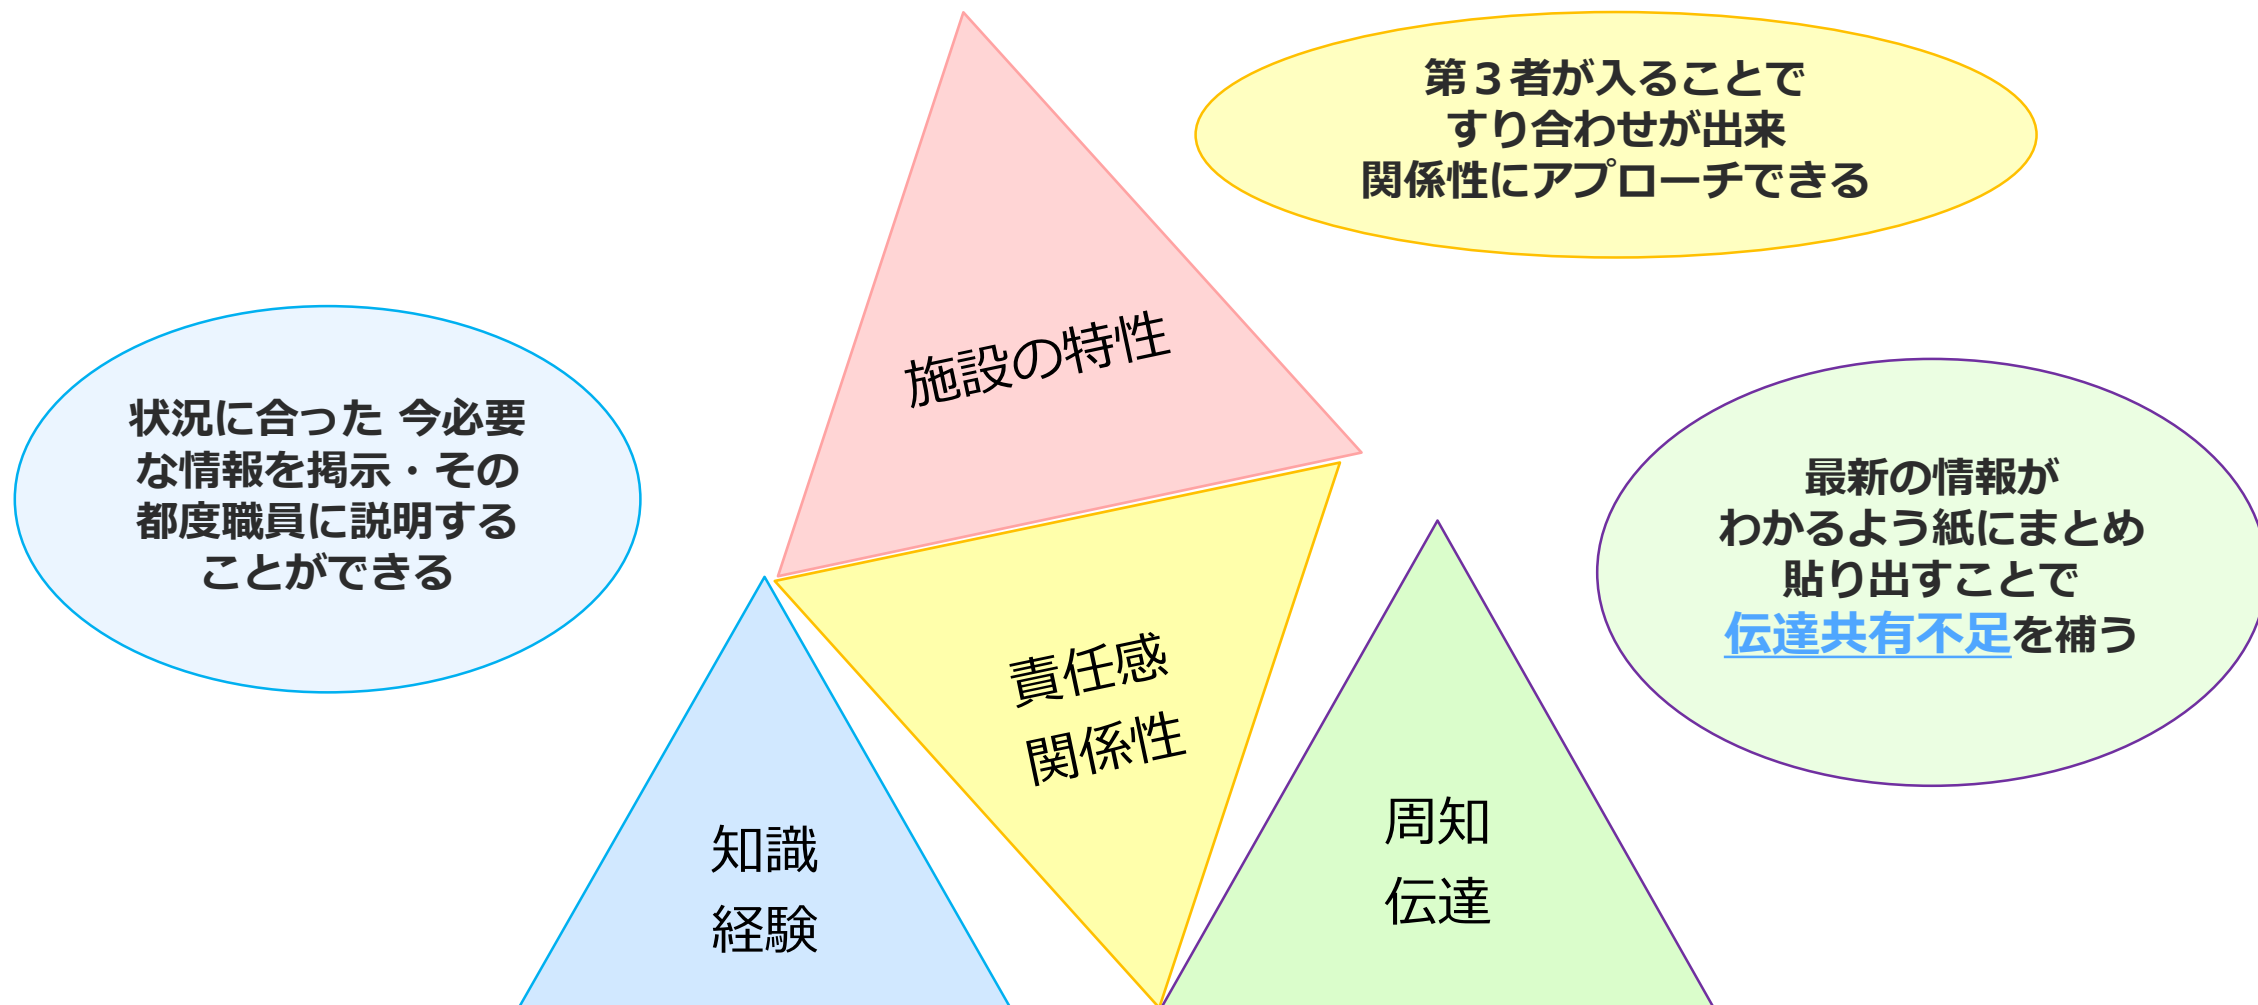 第３者が入ることで
すり合わせが出来
関係性にアプローチできる
施設の特性
状況に合った 今必要
な情報を掲示・その
都度職員に説明する
ことができる
最新の情報が
わかるよう紙にまとめ
貼り出すことで
伝達共有不足を補う
責任感
関係性
知識
経験
周知
伝達